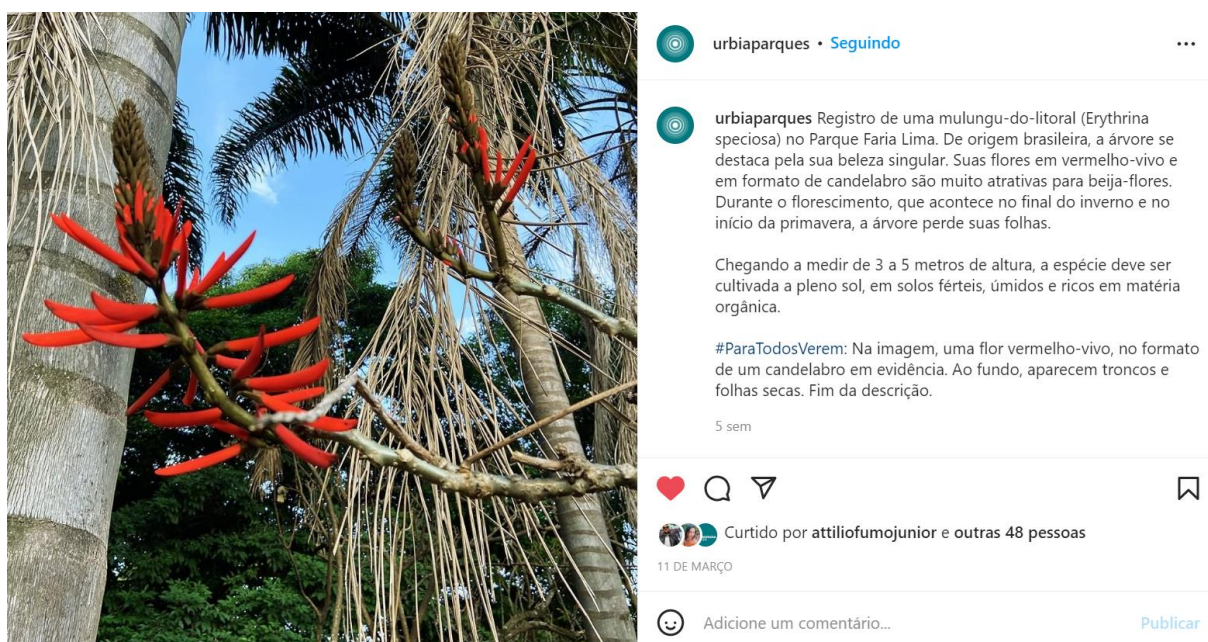 urbiaparques • Seguindo
urbiaparques Registro de uma mulungu-do-litoral (Erythrina
speciosa) no Parque Faria Lima. De origem brasileira, a árvore se
destaca pela sua beleza singular. Suas flores em vermelho-vivo e
em formato de candelabro são muito atrativas para beija-flores.
Durante o florescimento, que acontece no final do inverno e no
início da primavera, a árvore perde suas folhas.
Chegando a medir de 3 a 5 metros de altura, a espécie deve ser
cultivada a pleno sol, em solos férteis, úmidos e ricos em matéria
orgânica.
#ParaTodosVerem: Na imagem, uma flor vermelho-vivo, no formato
de um candelabro em evidência. Ao fundo, aparecem troncos e
folhas secas. Fim da descrição.
5 sem
Curtido por attiliofumojunior e outras 48 pessoas
11 DE MARÇO
Adicione um comentário... Publicar